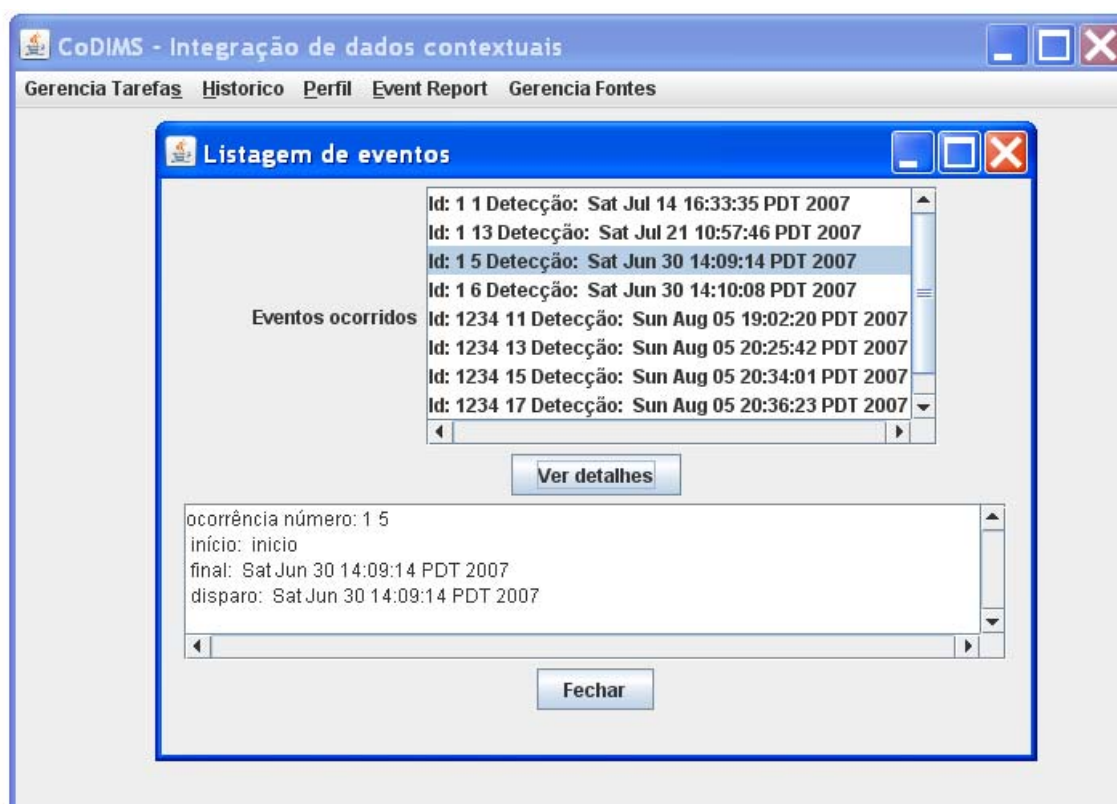 CoDIMS - Integração de dados contextuais
Gerencia Tarefas Historico Perfil Event Report Gerencia Fontes
Listagem de eventos
Id: 1 1 Detecção: Sat Jul 14 16:33:35 PDT 2007
Id: 1 13 Detecção: Sat Jul 21 10:57:46 PDT 2007
Id: 1 5 Detecção: Sat Jun 30 14:09:14 PDT 2007
Id: 1 6 Detecção: Sat Jun 30 14:10:08 PDT 2007
Eventos ocorridos
Id: 1234 11 Detecção: Sun Aug 05 19:02:20 PDT 2007
Id: 1234 13 Detecção: Sun Aug 05 20:25:42 PDT 2007
Id: 1234 15 Detecção: Sun Aug 05 20:34:01 PDT 2007
Id: 1234 17 Detecção: Sun Aug 05 20:36:23 PDT 2007
Ver detalhes
ocorrência número: 1 5
início: inicio
final: Sat Jun 30 14:09:14 PDT 2007
disparo: Sat Jun 30 14:09:14 PDT 2007
Fechar